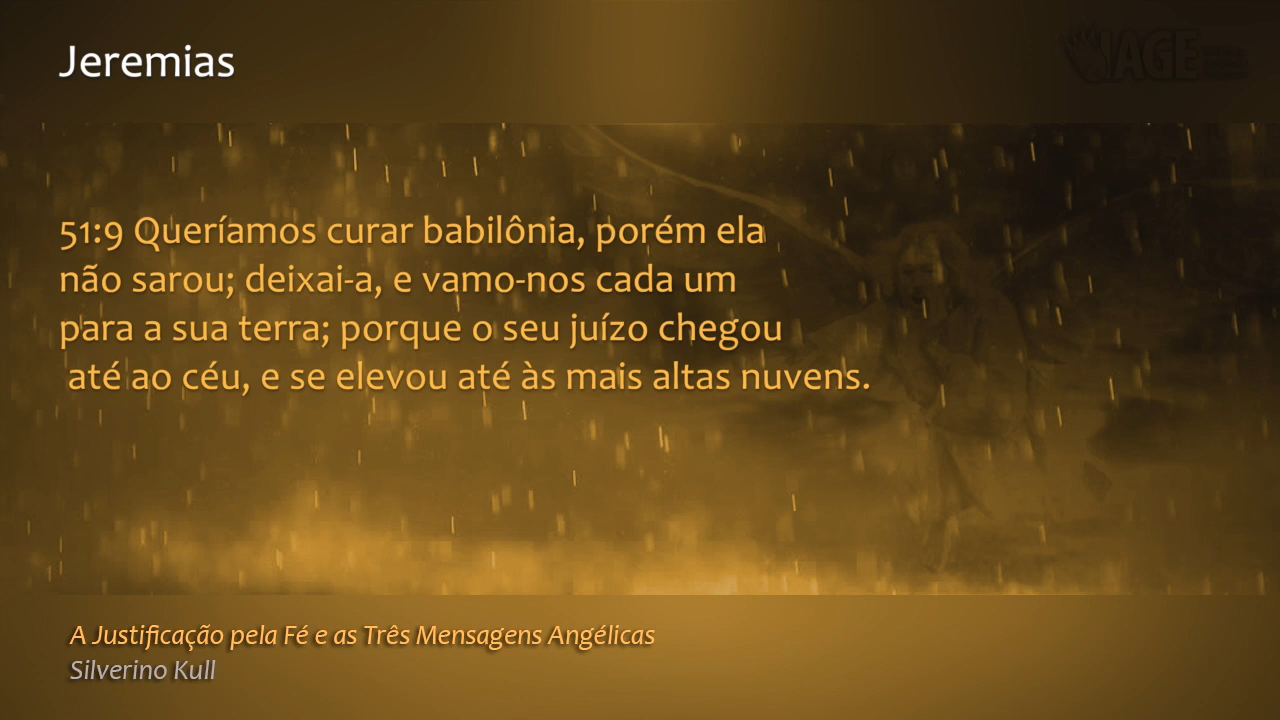 Jeremias
IAGE
51:9 Queríamos curar babilônia, porém ela
não sarou; deixai-a, e vamo-nos cada um
para a sua terra; porque o seu juízo chegou
até ao céu, e se elevou até às mais altas nuvens.
A Justificação pela Fé e as Três Mensagens Angélicas
Silverino Kull